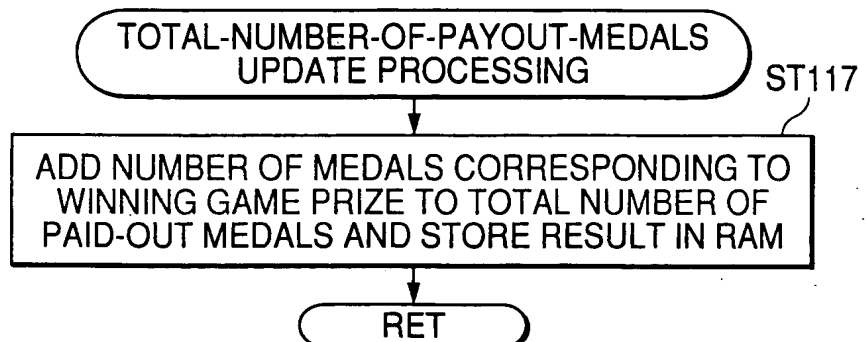 TOTAL-NUMBER-OF-PAYOUT-MEDALS
UPDATE PROCESSING
ST117
ADD NUMBER OF MEDALS CORRESPONDING TO
WINNING GAME PRIZE TO TOTAL NUMBER OF
PAID-OUT MEDALS AND STORE RESULT IN RAM
RET